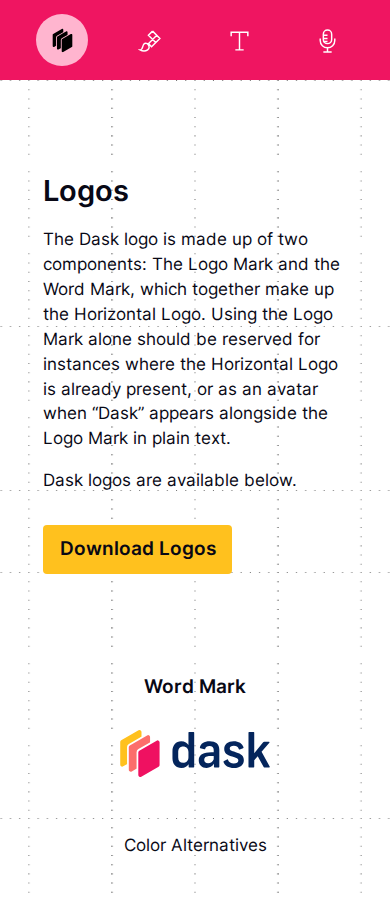 Logos
The Dask logo is made up of two
components: The Logo Mark and the
Word Mark, which together make up
the Horizontal Logo. Using the Logo
Mark alone should be reserved for
instances where the Horizontal Logo
is already present, or as an avatar
when “Dask” appears alongside the
Logo Mark in plain text.
Dask logos are available below.
Download Logos
Word Mark
dask
Color Alternatives